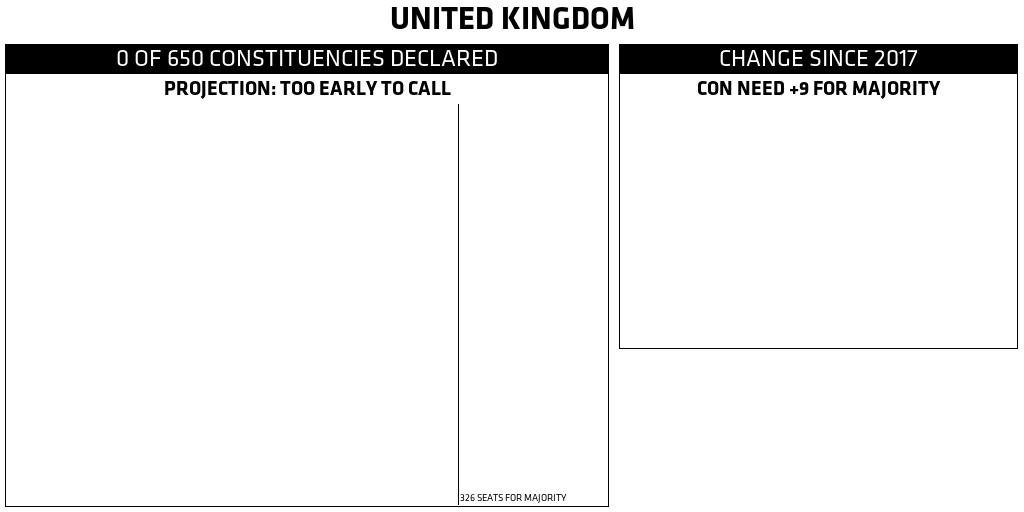 UNITED KINGDOM
0 OF 650 CONSTITUENCIES DECLARED
PROJECTION: TOO EARLY TO CALL
326 SEATS FOR MAJORITY
CHANGE SINCE 2017
CON NEED +9 FOR MAJORITY